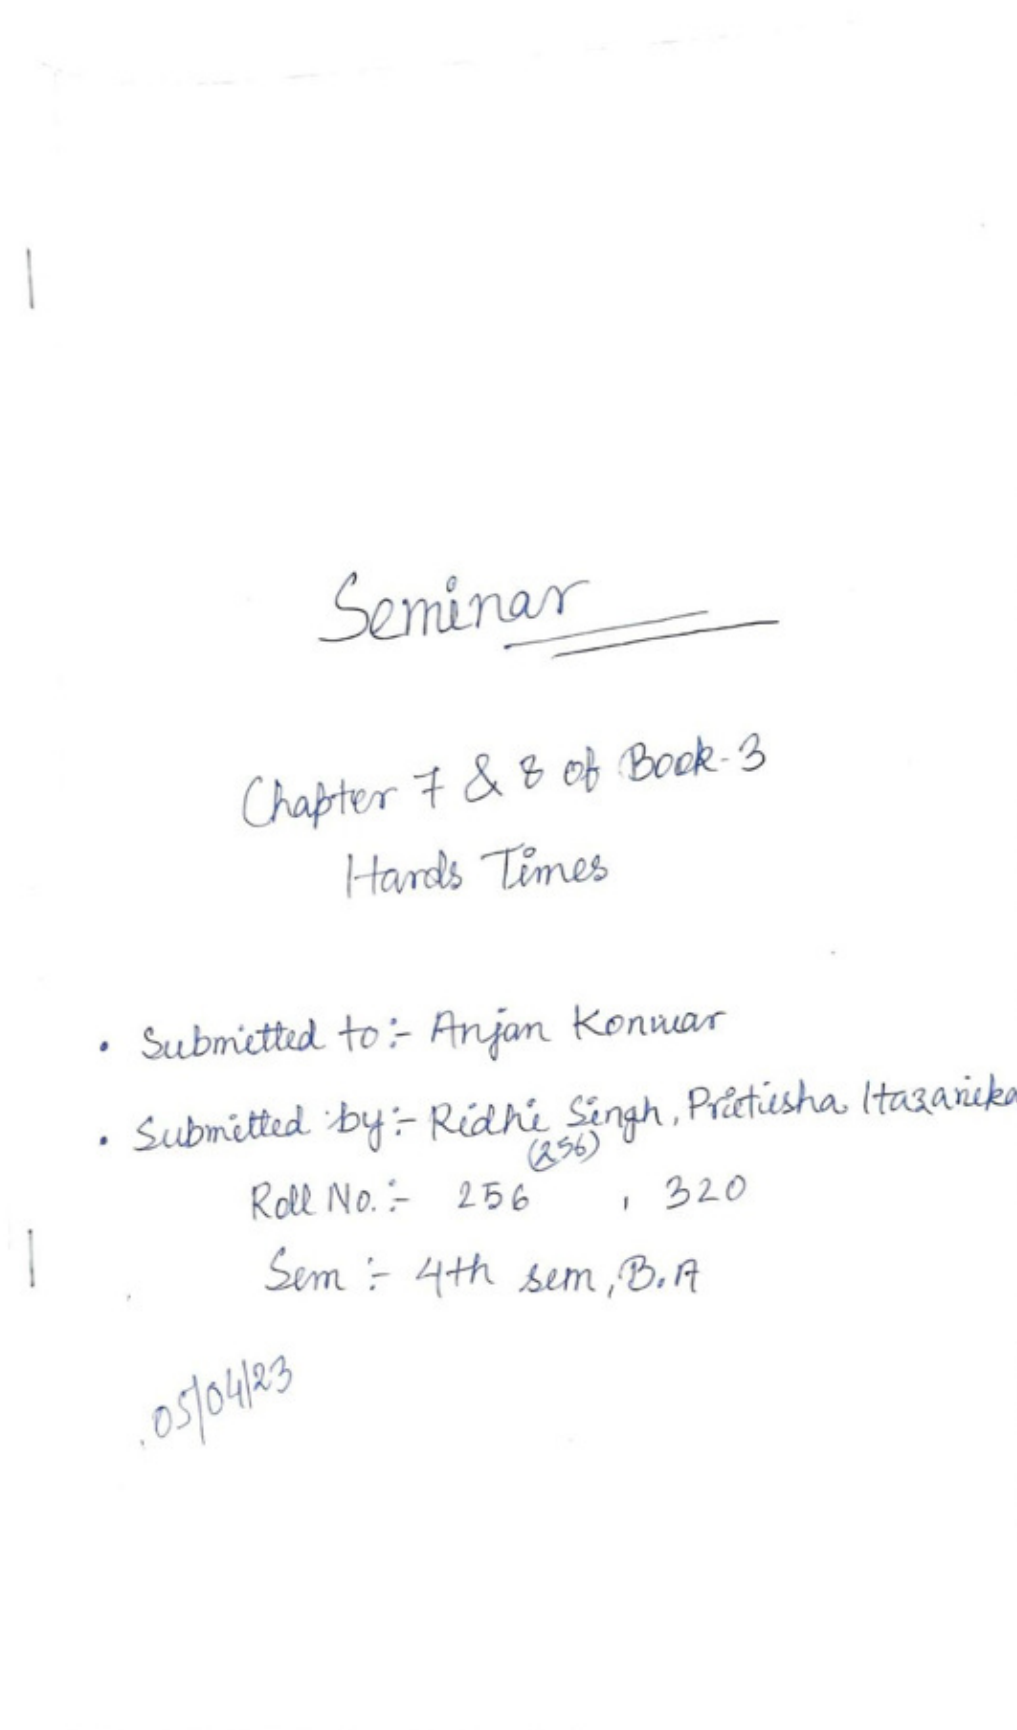 Seminar
Chapter 7 & 8 of Book-3
Hards Times
• Submitted to:- Anjan Konwar
• Submitted by:- Ridhi Singh, Pritiesha Hazarika
(256)
Roll No.:- 256 , 320
Sem :- 4th sem, B.A
05/04/23